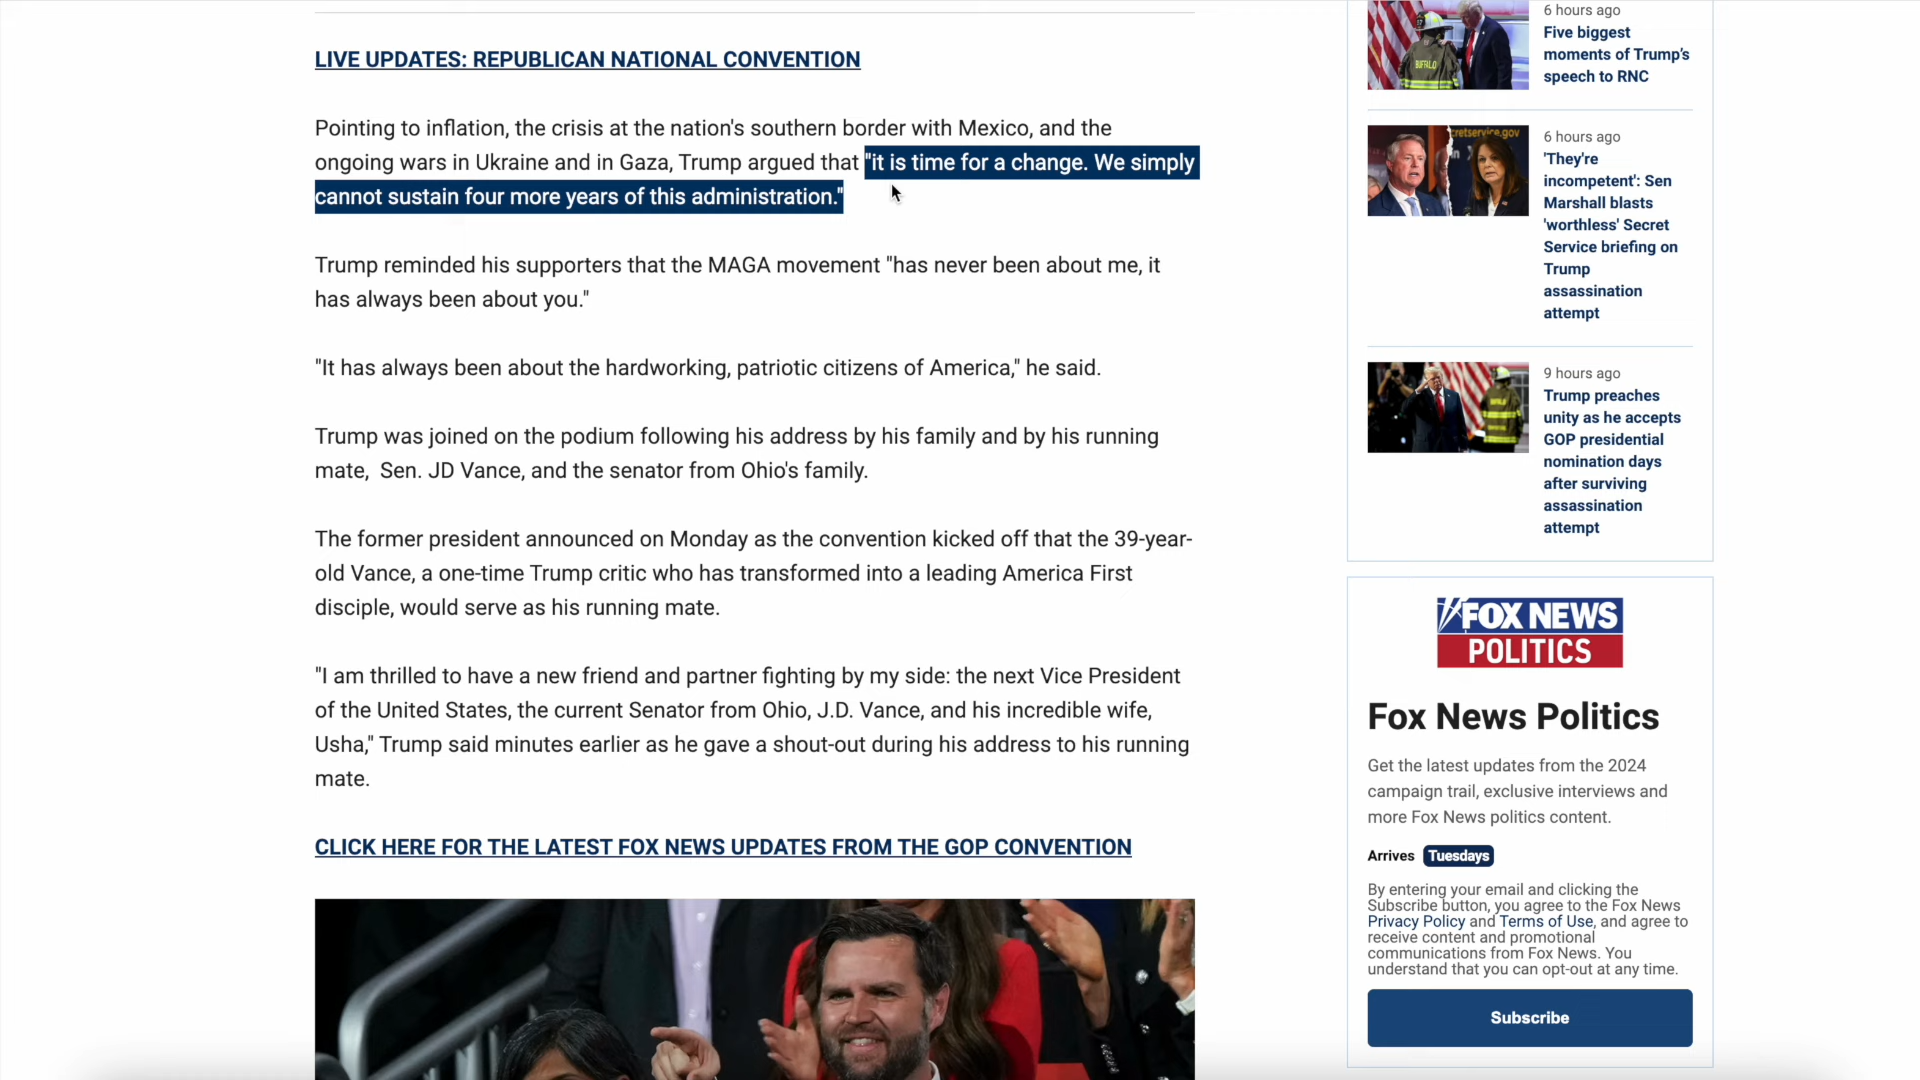 LIVE UPDATES: REPUBLICAN NATIONAL CONVENTION
Pointing to inflation, the crisis at the nation's southern border with Mexico, and the
ongoing wars in Ukraine and in Gaza, Trump argued that "it is time for a change. We simply
cannot sustain four more years of this administration."
Trump reminded his supporters that the MAGA movement "has never been about me, it
has always been about you."
"It has always been about the hardworking, patriotic citizens of America," he said.
Trump was joined on the podium following his address by his family and by his running
mate,  Sen. JD Vance, and the senator from Ohio's family.
The former president announced on Monday as the convention kicked off that the 39-year-
old Vance, a one-time Trump critic who has transformed into a leading America First
disciple, would serve as his running mate.
"I am thrilled to have a new friend and partner fighting by my side: the next Vice President
of the United States, the current Senator from Ohio, J.D. Vance, and his incredible wife,
Usha," Trump said minutes earlier as he gave a shout-out during his address to his running
mate.
CLICK HERE FOR THE LATEST FOX NEWS UPDATES FROM THE GOP CONVENTION
6 hours ago
Five biggest
moments of Trump's
speech to RNC
BUFFALO
6 hours ago
'They're
incompetent': Sen
Marshall blasts
'worthless' Secret
Service briefing on
Trump
assassination
attempt
retservice.gov
9 hours ago
Trump preaches
unity as he accepts
GOP presidential
nomination days
after surviving
assassination
attempt
FOX NEWS
POLITICS
Fox News Politics
Get the latest updates from the 2024
campaign trail, exclusive interviews and
more Fox News politics content.
Arrives Tuesdays
By entering your email and clicking the
Subscribe button, you agree to the Fox News
Privacy Policy and Terms of Use, and agree to
receive content and promotional
communications from Fox News. You
understand that you can opt-out at any time.
Subscribe